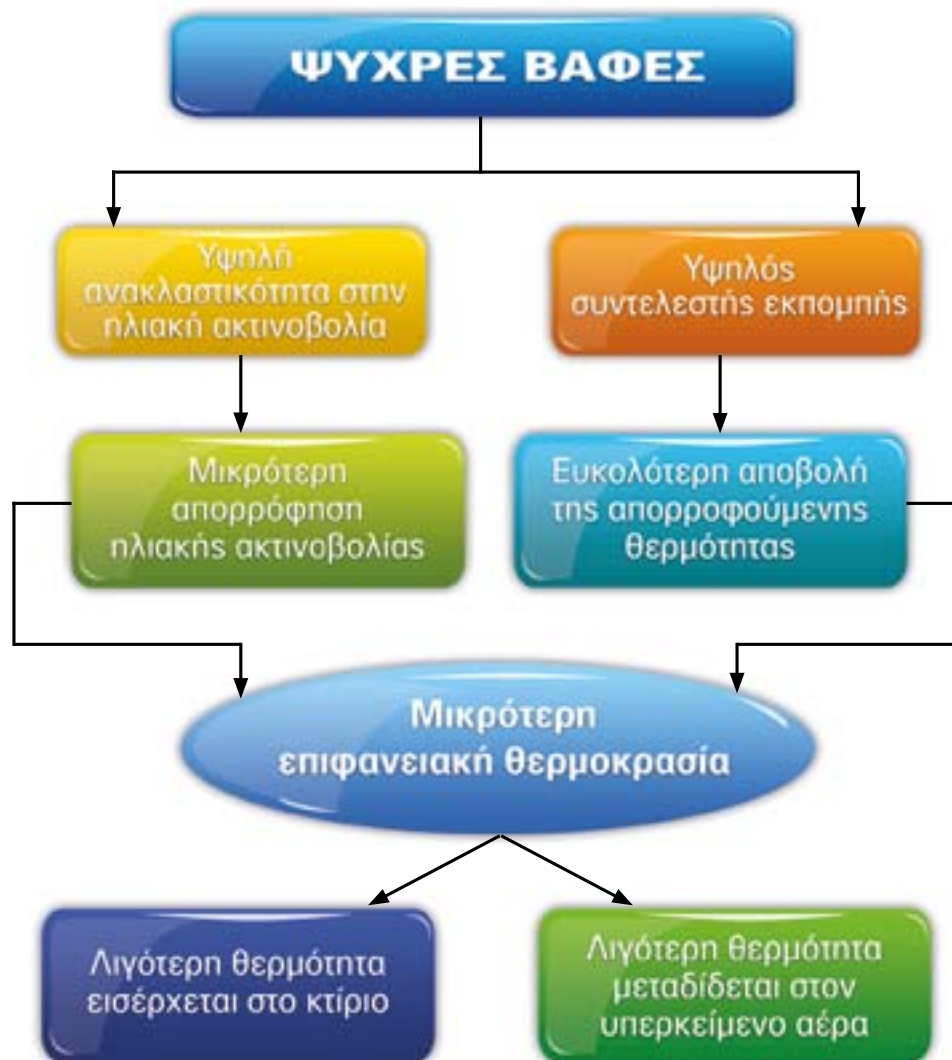 ΨΥΧΡΕΣ ΒΑΦΕΣ
Υψηλή
ανακλαστικότητα στην
ηλιακή ακτινοβολία
Υψηλός
συντελεστής εκπομπής
Μικρότερη
απορρόφηση
ηλιακής ακτινοβολίας
Ευκολότερη αποβολή
της απορροφούμενης
θερμότητας
Μικρότερη
επιφανειακή θερμοκρασία
Λιγότερη θερμότητα
εισέρχεται στο κτίριο
Λιγότερη θερμότητα
μεταδίδεται στον
υπερκείμενο αέρα